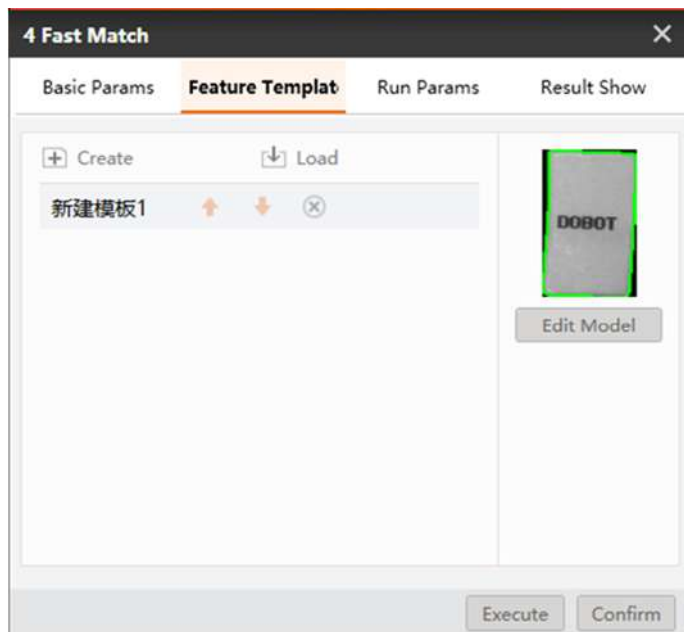 4 Fast Match
Basic Params Feature Templat Run Params Result Show
Create Load
新建模板1
DOBOT
Edit Model
Execute Confirm